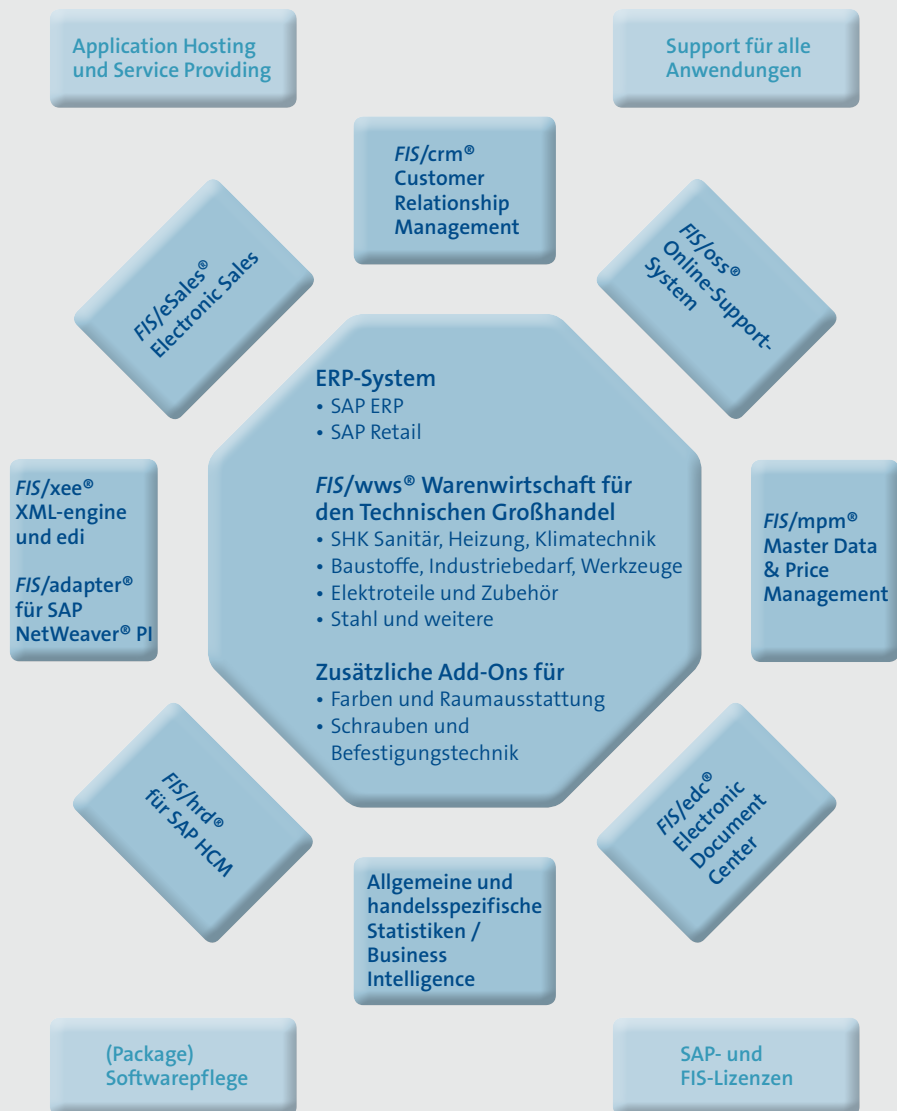 Application Hosting
und Service Providing
Support für alle
Anwendungen
FIS/crm®
Customer
Relationship
Management
FIS/eSales®
Electronic Sales
FIS/oss®
Online-Support-
System
ERP-System
• SAP ERP
• SAP Retail
FIS/wws® Warenwirtschaft für
den Technischen Großhandel
• SHK Sanitär, Heizung, Klimatechnik
• Baustoffe, Industriebedarf, Werkzeuge
• Elektroteile und Zubehör
• Stahl und weitere
Zusätzliche Add-Ons für
• Farben und Raumausstattung
• Schrauben und
Befestigungstechnik
FIS/xee®
XML-engine
und edi
FIS/adapter®
für SAP
NetWeaver® PI
FIS/mpm®
Master Data
& Price
Management
FIS/hrd®
für SAP HCM
FIS/edc®
Electronic
Document
Center
Allgemeine und
handelsspezifische
Statistiken /
Business
Intelligence
(Package)
Softwarepflege
SAP- und
FIS-Lizenzen